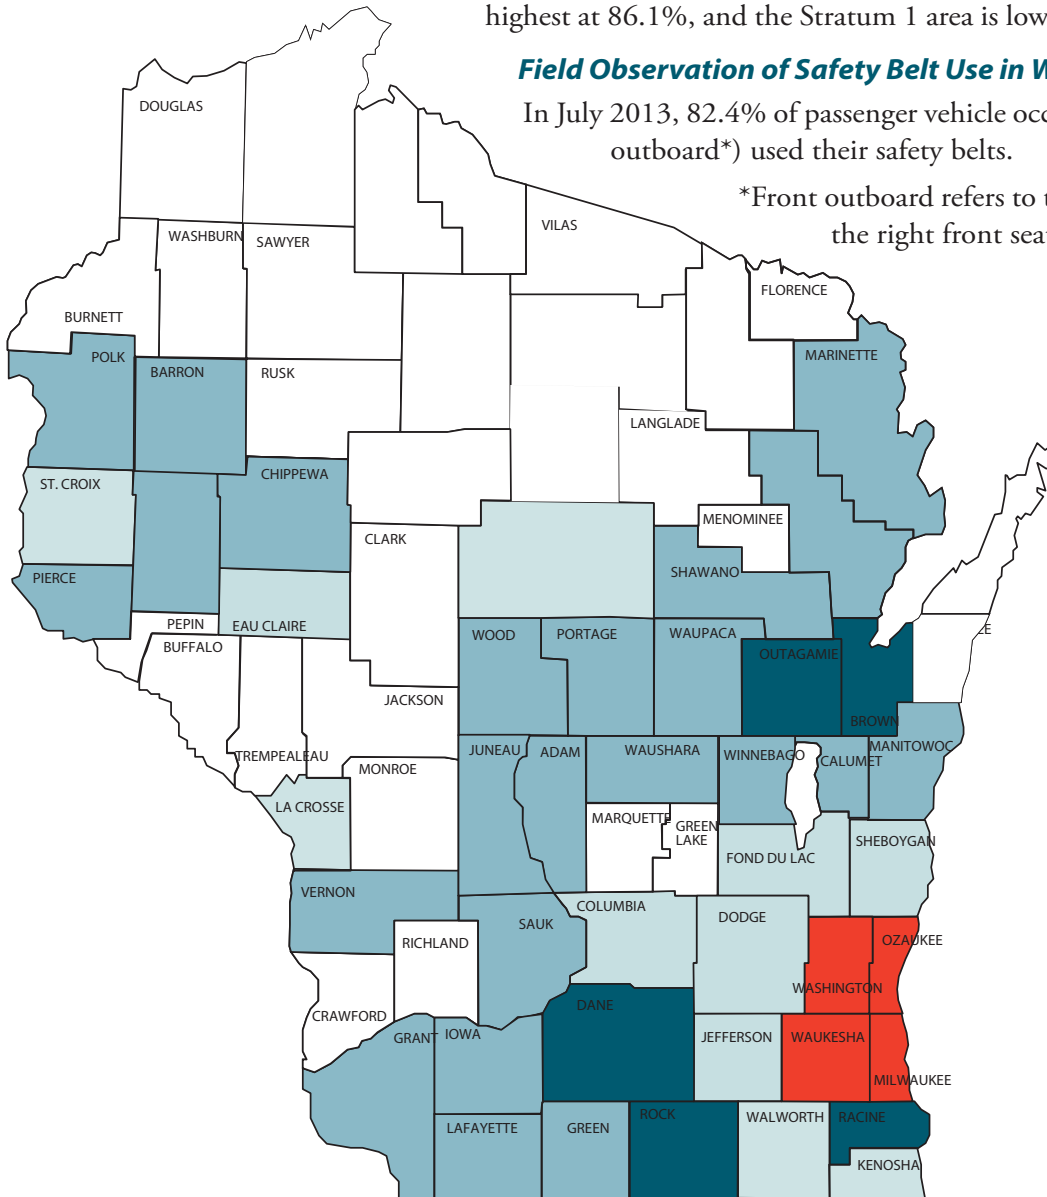 highest at 86.1%, and the Stratum 1 area is low
Field Observation of Safety Belt Use in W
In July 2013, 82.4% of passenger vehicle occ
outboard*) used their safety belts.
*Front outboard refers to t
the right front sea
DOUGLAS
WASHBURN
SAWYER
VILAS
FLORENCE
BURNETT
POLK
BARRON
RUSK
MARINETTE
LANGLADE
ST. CROIX
CHIPPEWA
MENOMINEE
CLARK
PIERCE
SHAWANO
PEPIN
EAU CLAIRE
WOOD
PORTAGE
WAUPACA
BUFFALO
OUTAGAMIE
JACKSON
BROWN
TREMPEALEAU
MONROE
JUNEAU
ADAM
WAUSHARA
WINNEBAGO
CALUMET
MANITOWOC
LA CROSSE
MARQUETTE
GREEN
LAKE
FOND DU LAC
SHEBOYGAN
VERNON
SAUK
COLUMBIA
DODGE
RICHLAND
OZAUKEE
WASHINGTON
CRAWFORD
DANE
GRANT
IOWA
JEFFERSON
WAUKESHA
MILWAUKEE
LAFAYETTE
GREEN
ROCK
WALWORTH
RACINE
KENOSHA